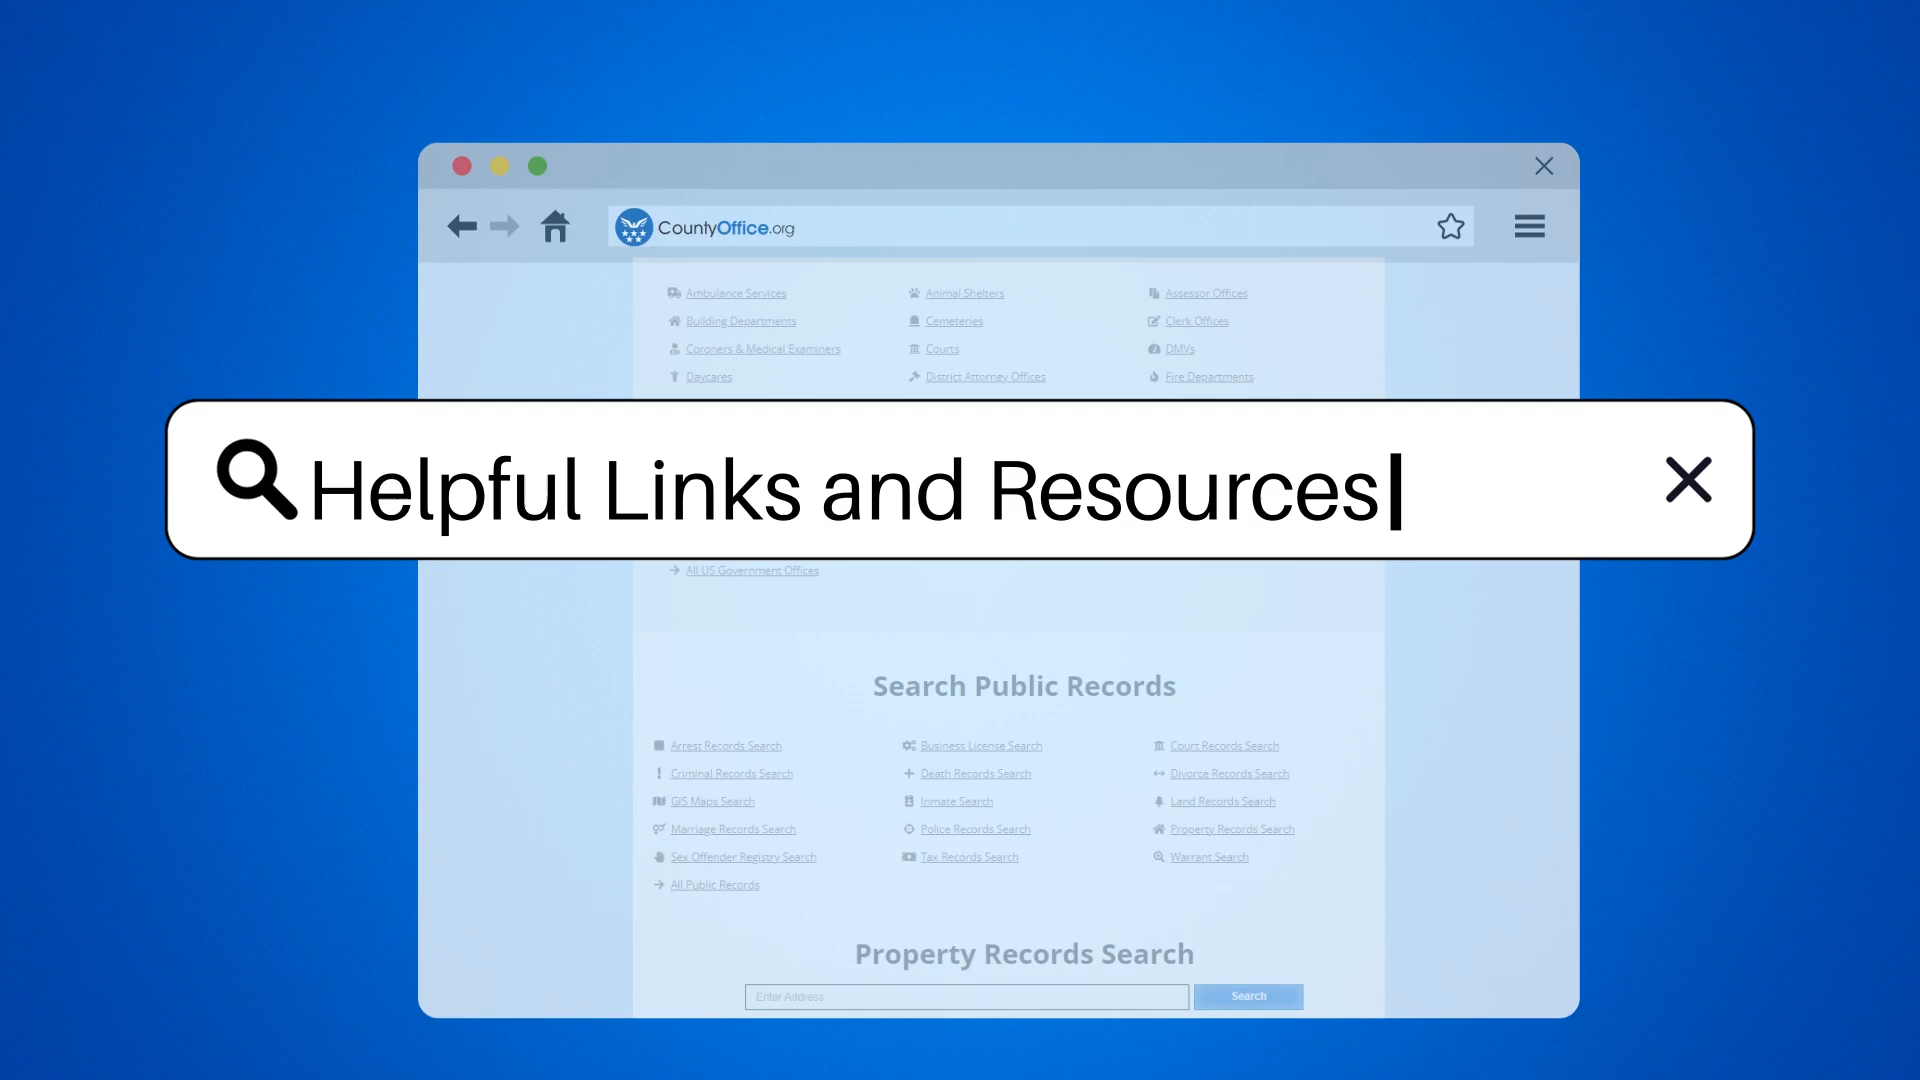 CountyOffice.org
Ambulance Services Animal Shelters Assessor Offices
Building Departments Cemeteries Clerk Offices
Coroners & Medical Examiners Courts DMVs
Daycares District Attorney Offices Fire Departments
Helpful Links and Resources
All US Government Offices
Search Public Records
Arrest Records Search Business License Search Court Records Search
Criminal Records Search Death Records Search Divorce Records Search
GIS Maps Search Inmate Search Land Records Search
Marriage Records Search Police Records Search Property Records Search
Sex Offender Registry Search Tax Records Search Warrant Search
All Public Records
Property Records Search
Enter Address Search